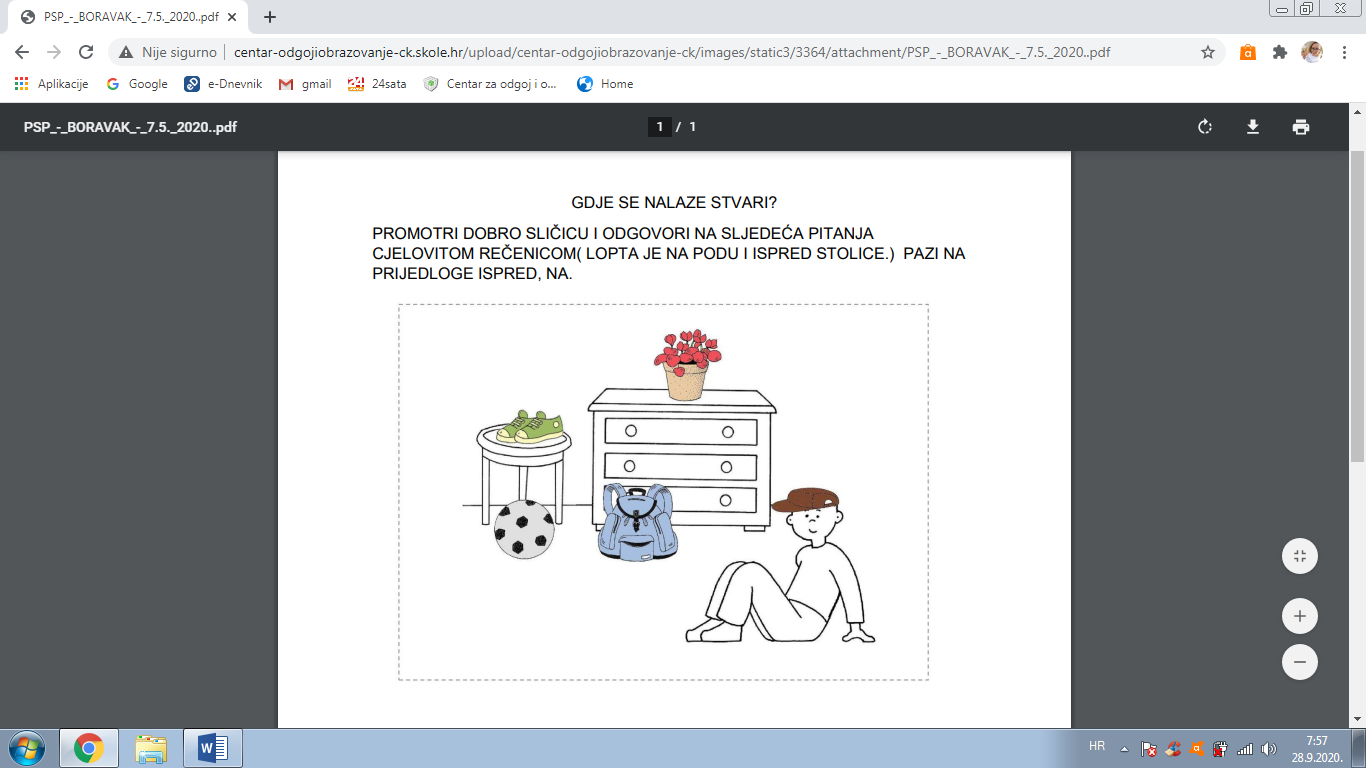 PSP_-_BORAVAK_-_7.5._2020..pdf
Nije sigurno
centar-odgojiobrazovanje-ck.skole.hr/upload/centar-odgojiobrazovanje-ck/images/static3/3364/attachment/PSP_-_BORAVAK_-_7.5._2020..pdf
Aplikacije Google e-Dnevnik gmail 24sata Centar za odgoj i o... Home
PSP_-_BORAVAK_-_7.5._2020..pdf 1 / 1
GDJE SE NALAZE STVARI?
PROMOTRI DOBRO SLIČICU I ODGOVORI NA SLJEDEĆA PITANJA
CJELOVITOM REČENICOM( LOPTA JE NA PODU I ISPRED STOLICE.) PAZI NA
PRIJEDLOGE ISPRED, NA.
HR
7:57
28.9.2020.